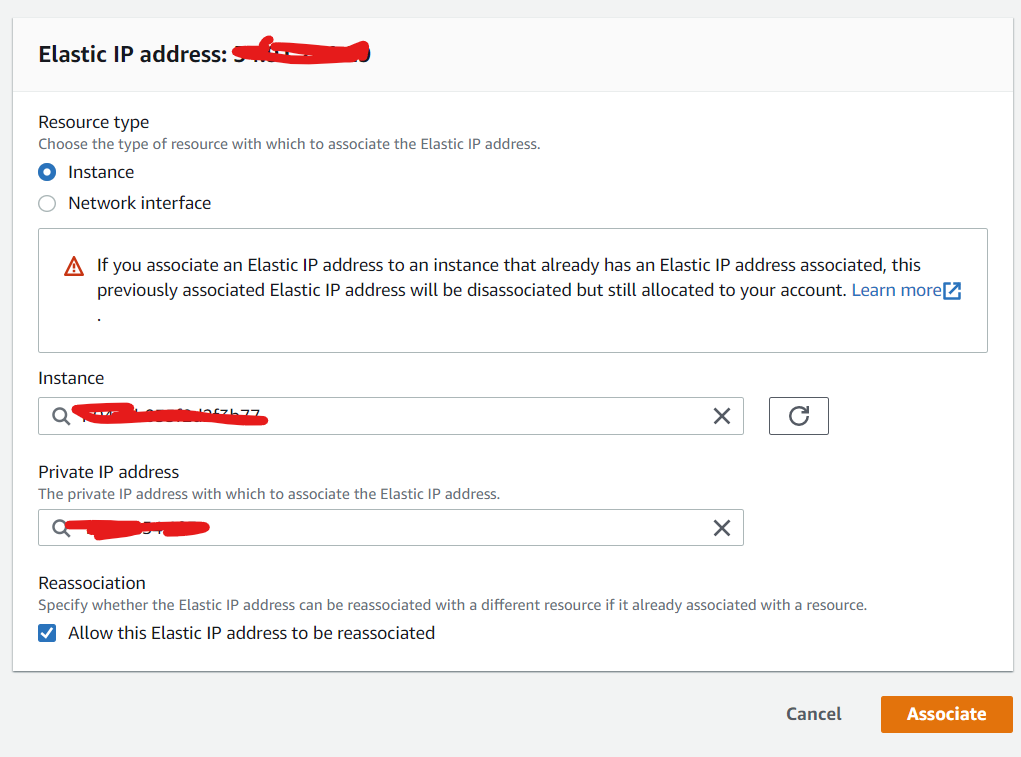 Elastic IP address:
Resource type
Choose the type of resource with which to associate the Elastic IP address.
Instance
Network interface
If you associate an Elastic IP address to an instance that already has an Elastic IP address associated, this
previously associated Elastic IP address will be disassociated but still allocated to your account. Learn more
.
Instance
Private IP address
The private IP address with which to associate the Elastic IP address.
Reassociation
Specify whether the Elastic IP address can be reassociated with a different resource if it already associated with a resource.
Allow this Elastic IP address to be reassociated
Cancel
Associate